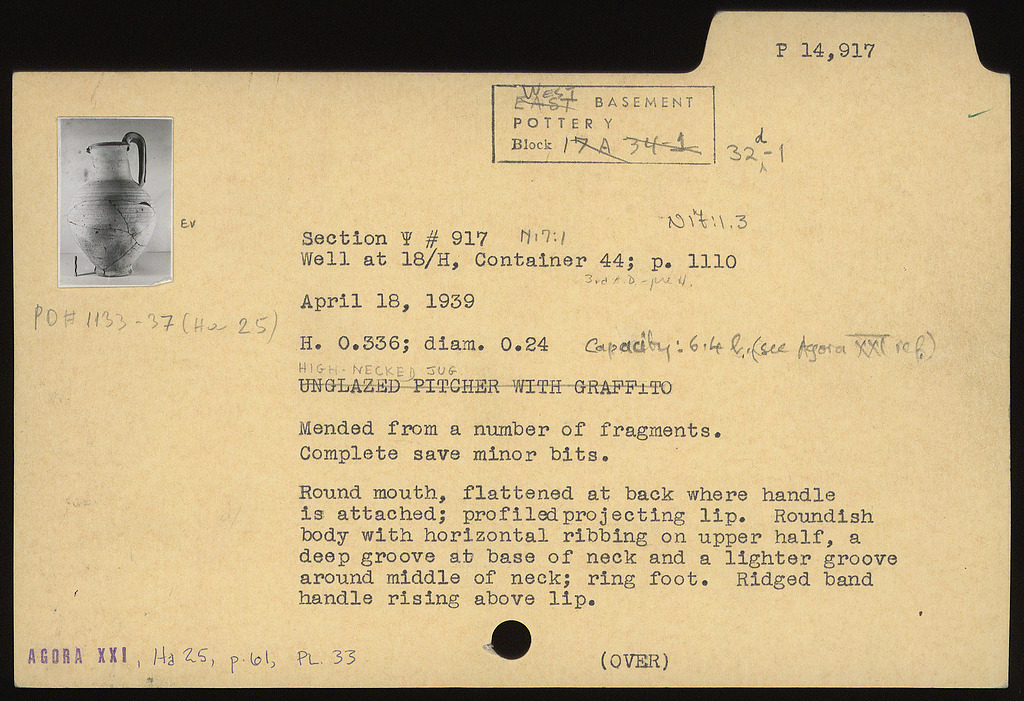 P 14,917
WEST
EAST BASEMENT
POTTERY
Block 17 A 34-1 32d-1
EV
N17:1.3
Section Ψ # 917 N17:1
Well at 18/H, Container 44; p. 1110
3rd A.D. - pre H.
April 18, 1939
PD# 1133-37 (Ha 25)
H. 0.336; diam. 0.24 Capacity: 6.4 l. (see Agora XXI ref.)
HIGH-NECKED JUG
UNGLAZED PITCHER WITH GRAFFITO
Mended from a number of fragments.
Complete save minor bits.
Round mouth, flattened at back where handle
is attached; profiled projecting lip. Roundish
body with horizontal ribbing on upper half, a
deep groove at base of neck and a lighter groove
around middle of neck; ring foot. Ridged band
handle rising above lip.
AGORA XXI, Ha 25, p. 61, PL. 33
(OVER)